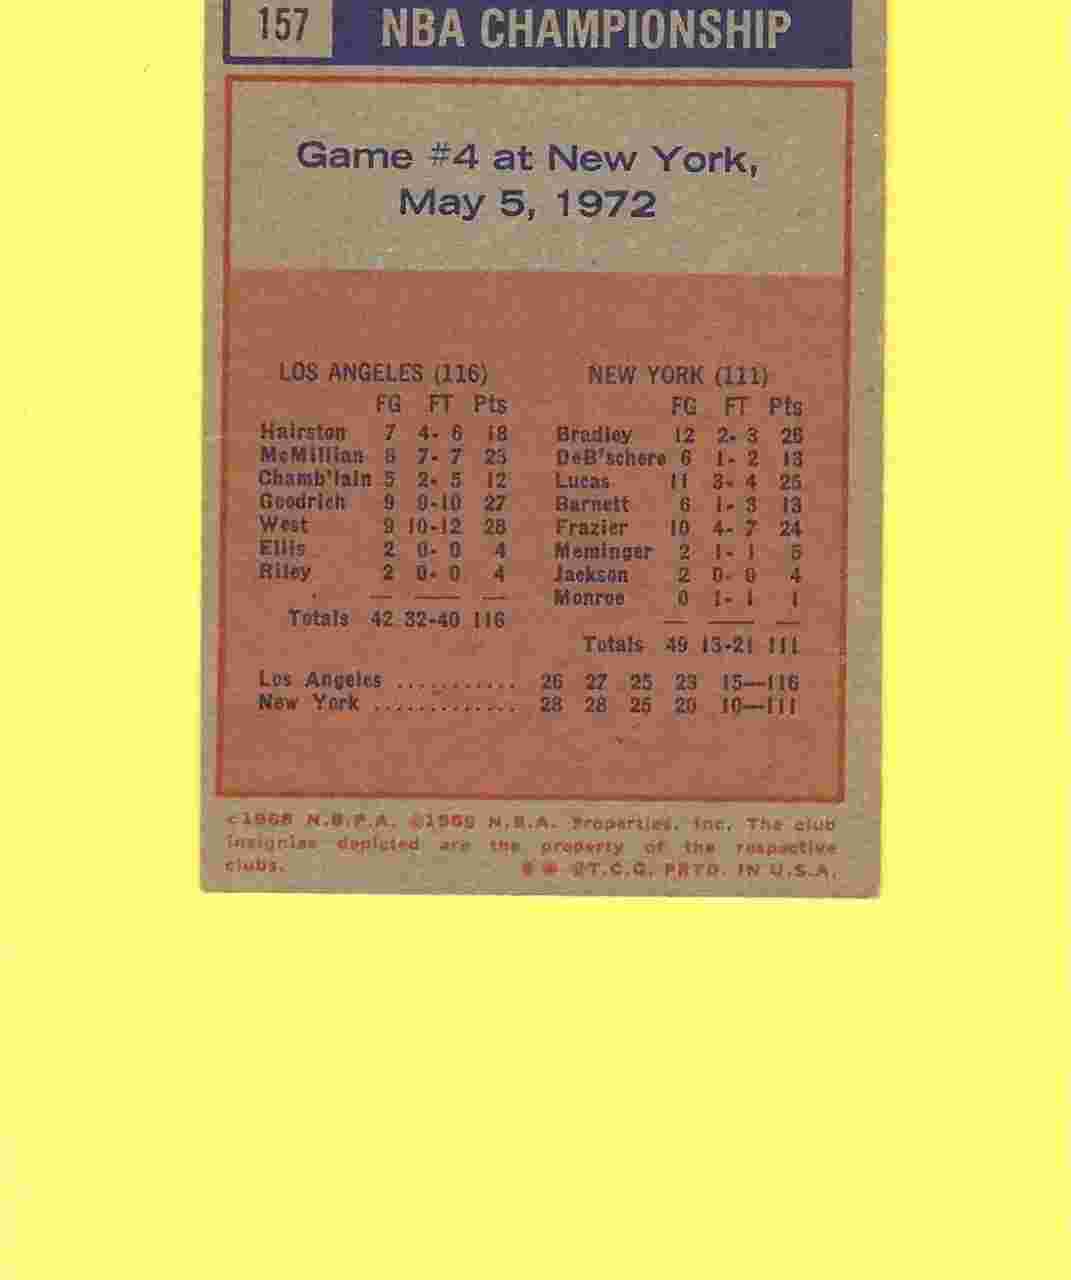 157 NBA CHAMPIONSHIP
Game #4 at New York,
May 5, 1972
LOS ANGELES (116)
FG FT Pts
Hairston 7 4- 6 18
McMillian 8 7- 7 23
Chamb'lain 5 2- 5 12
Goodrich 9 9-10 27
West 9 10-12 28
Ellis 2 0- 0 4
Riley 2 0- 0 4
Totals 42 32-40 116
NEW YORK (111)
FG FT Pts
Bradley 12 2- 3 26
DeB'schere 6 1- 2 13
Lucas 11 3- 4 25
Barnett 6 1- 3 13
Frazier 10 4- 7 24
Meminger 2 1- 1 5
Jackson 2 0- 0 4
Monroe 0 1- 1 1
Totals 49 13-21 111
Los Angeles ........... 26 27 25 23 15—116
New York ............. 28 28 25 20 10—111
©1968 N.B.P.A. ©1969 N.B.A. Properties, Inc. The club
insignias depicted are the property of the respective
clubs. ©T.C.G. PRTD. IN U.S.A.